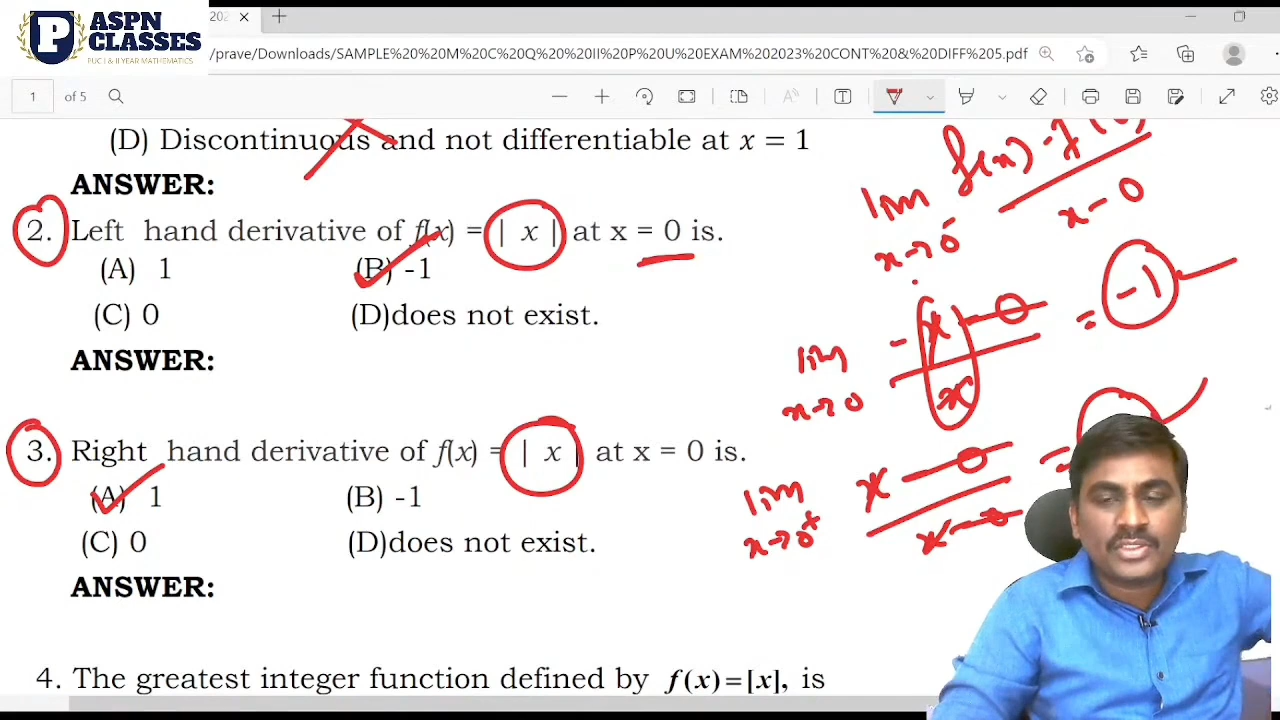 ASPN
CLASSES
PUC I & II YEAR MATHEMATICS
202
/prave/Downloads/SAMPLE%20%20M%20C%20Q%20%20II%20P%20U%20EXAM%202023%20CONT%20&%20DIFF%205.pdf
1 of 5
(D) Discontinuous and not differentiable at x = 1
ANSWER:
2. Left hand derivative of f(x) = | x | at x = 0 is.
(A) 1 (B) -1
(C) 0 (D)does not exist.
ANSWER:
3. Right hand derivative of f(x) = | x | at x = 0 is.
(A) 1 (B) -1
(C) 0 (D)does not exist.
ANSWER:
4. The greatest integer function defined by f(x)=[x], is
lim f(x) - f(
x→0- x - 0
lim -x - 0 = -1
x→0 x
lim x - 0 =
x→0+ x - 0